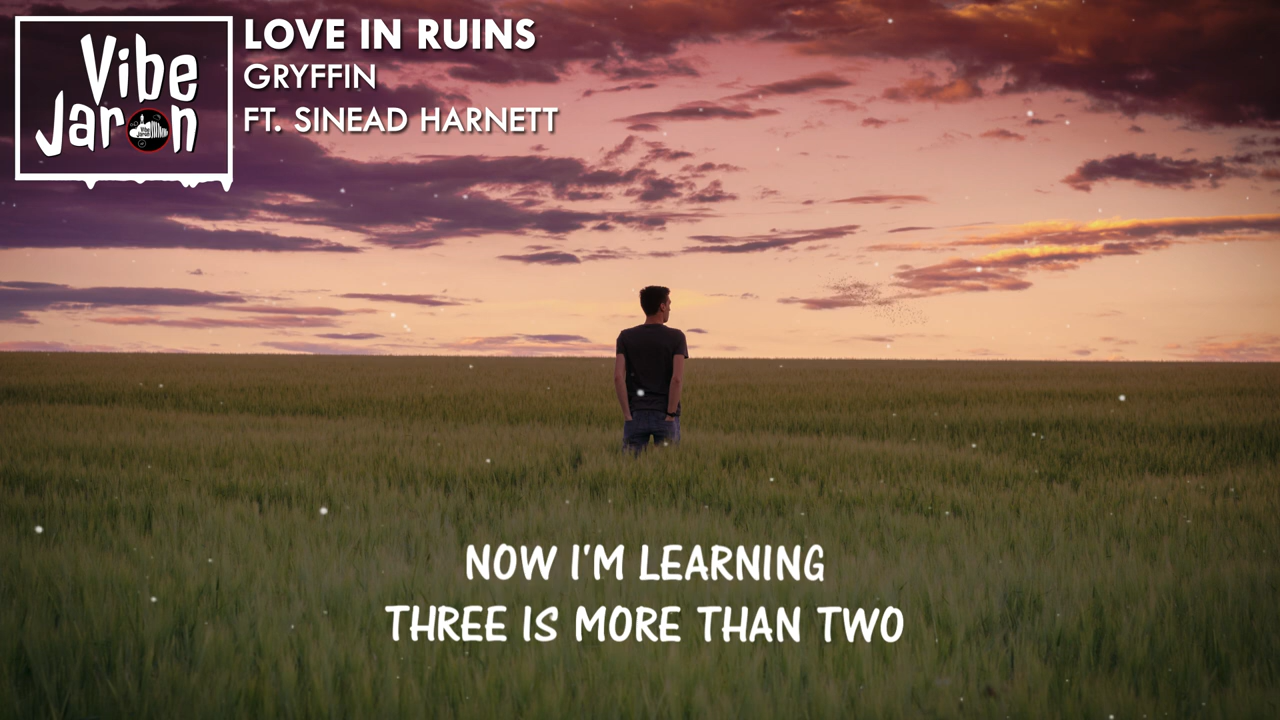 Vibe
Jaron
LOVE IN RUINS
GRYFFIN
FT. SINEAD HARNETT
NOW I'M LEARNING
THREE IS MORE THAN TWO